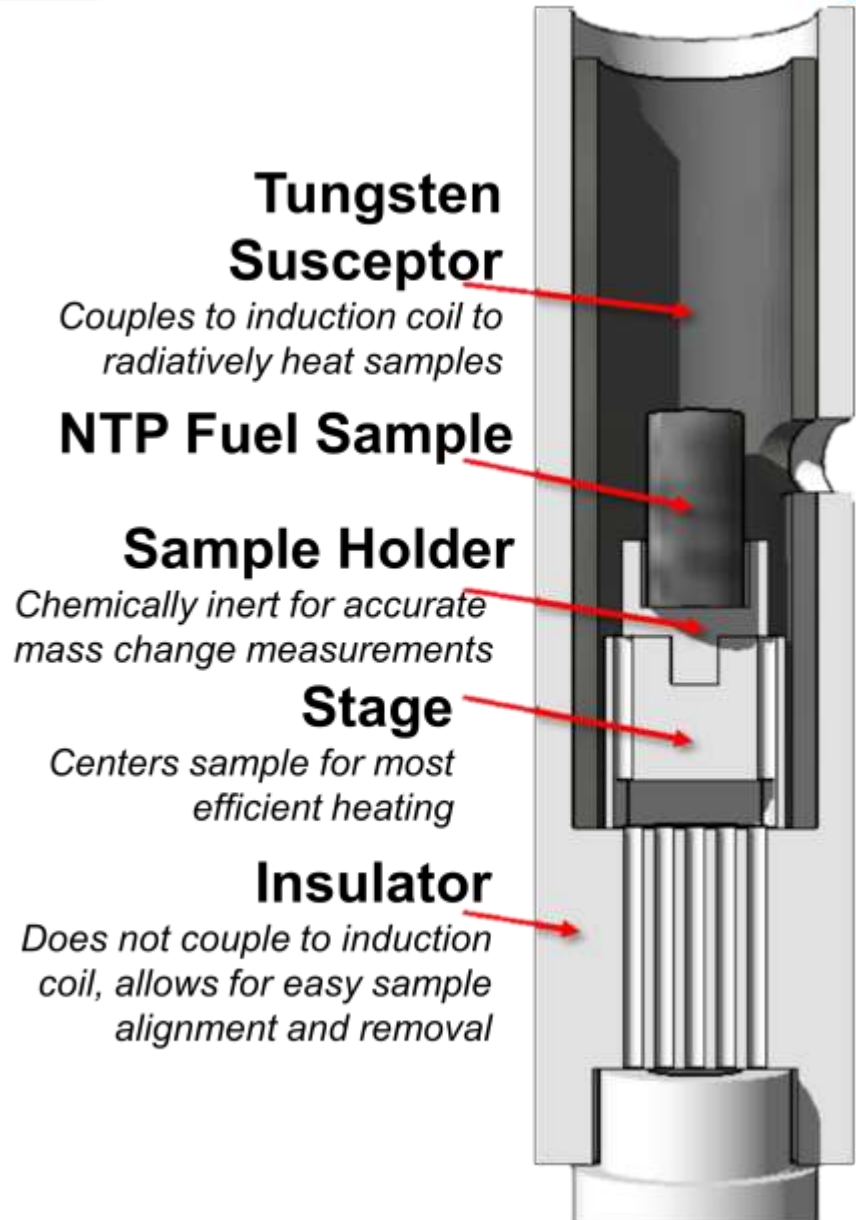 Tungsten
Susceptor
Couples to induction coil to
radiatively heat samples
NTP Fuel Sample
Sample Holder
Chemically inert for accurate
mass change measurements
Stage
Centers sample for most
efficient heating
Insulator
Does not couple to induction
coil, allows for easy sample
alignment and removal